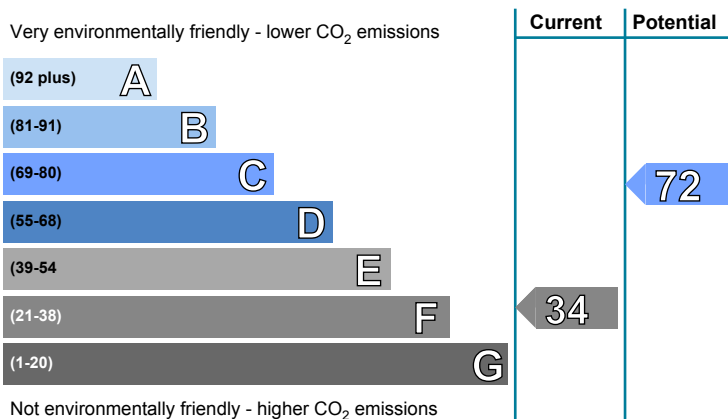 Current Potential
Very environmentally friendly - lower CO2 emissions
(92 plus) A
(81-91) B
(69-80) C
72
(55-68) D
(39-54 E
(21-38) F
34
(1-20) G
Not environmentally friendly - higher CO2 emissions